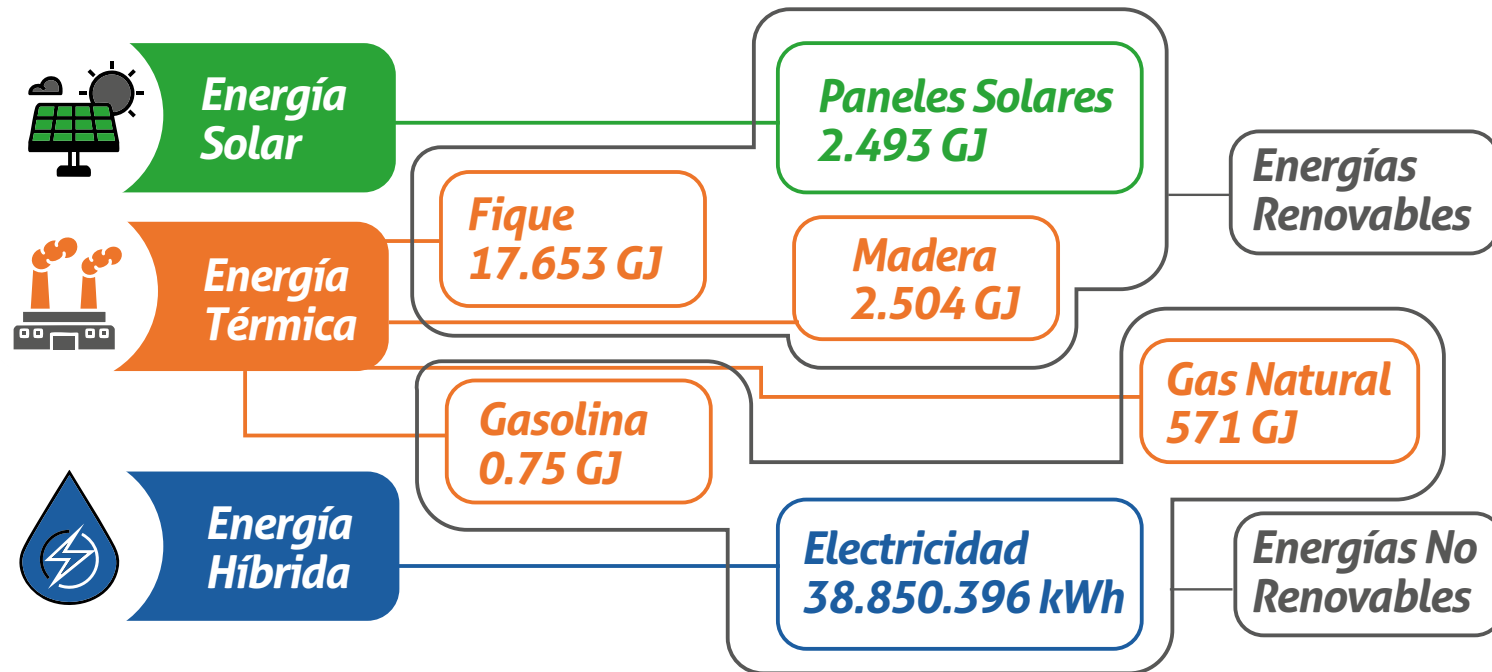 Energía
Solar
Paneles Solares
2.493 GJ
Energías
Renovables
Fique
17.653 GJ
Madera
2.504 GJ
Energía
Térmica
Gas Natural
571 GJ
Gasolina
0.75 GJ
Energía
Híbrida
Electricidad
38.850.396 kWh
Energías No
Renovables